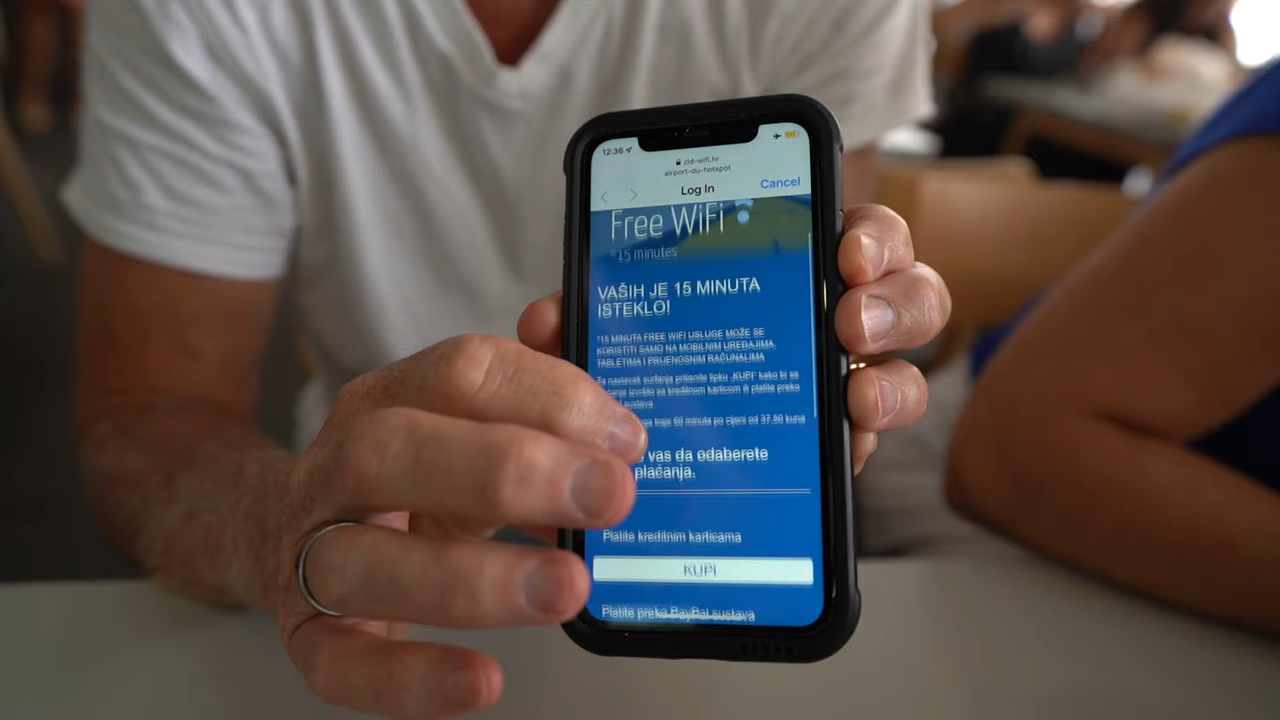 12:36
zld-wifi.hr
airport-du-hotspot
Log In
Cancel
Free WiFi
*15 minutes
VAŠIH JE 15 MINUTA
ISTEKLO!
*15 MINUTA FREE WIFI USLUGE MOŽE SE
KORISTITI SAMO NA MOBILNIM UREĐAJIMA,
TABLETIMA I PRIJENOSNIM RAČUNALIMA
Za nastavak surfanja pritisnite tipku „KUPI" kako bi se
izvršilo sa kreditnom karticom ili platite preko
sustava.
traje 60 minuta po cijeni od 37.50 kuna
vas da odaberete
plaćanja.
Platite kreditnim karticama
KUPI
Platite preko PayPal sustava